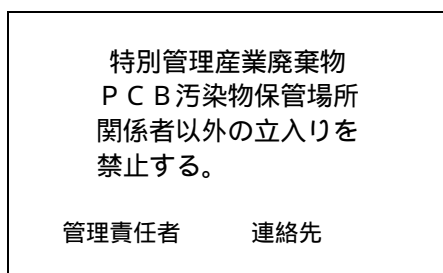 特別管理産業廃棄物
ＰＣＢ汚染物保管場所
関係者以外の立入りを
禁止する。
管理責任者　　　連絡先